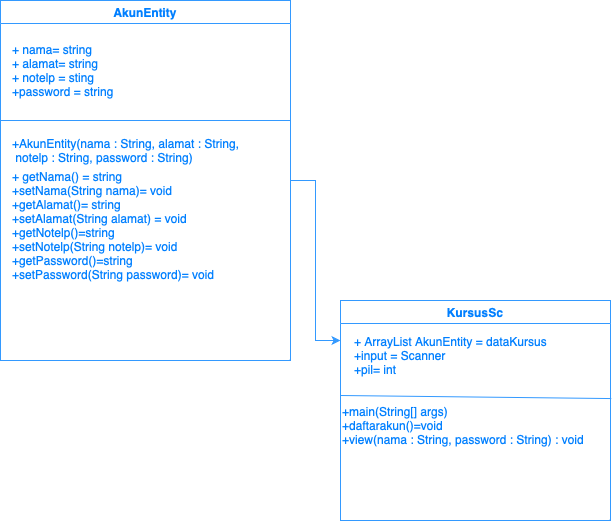 AkunEntity
+ nama= string
+ alamat= string
+ notelp = sting
+password = string
+AkunEntity(nama : String, alamat : String,
notelp : String, password : String)
+ getNama() = string
+setNama(String nama)= void
+getAlamat()= string
+setAlamat(String alamat) = void
+getNotelp()=string
+setNotelp(String notelp)= void
+getPassword()=string
+setPassword(String password)= void
KursusSc
+ ArrayList AkunEntity = dataKursus
+input = Scanner
+pil= int
+main(String[] args)
+daftarakun()=void
+view(nama : String, password : String) : void